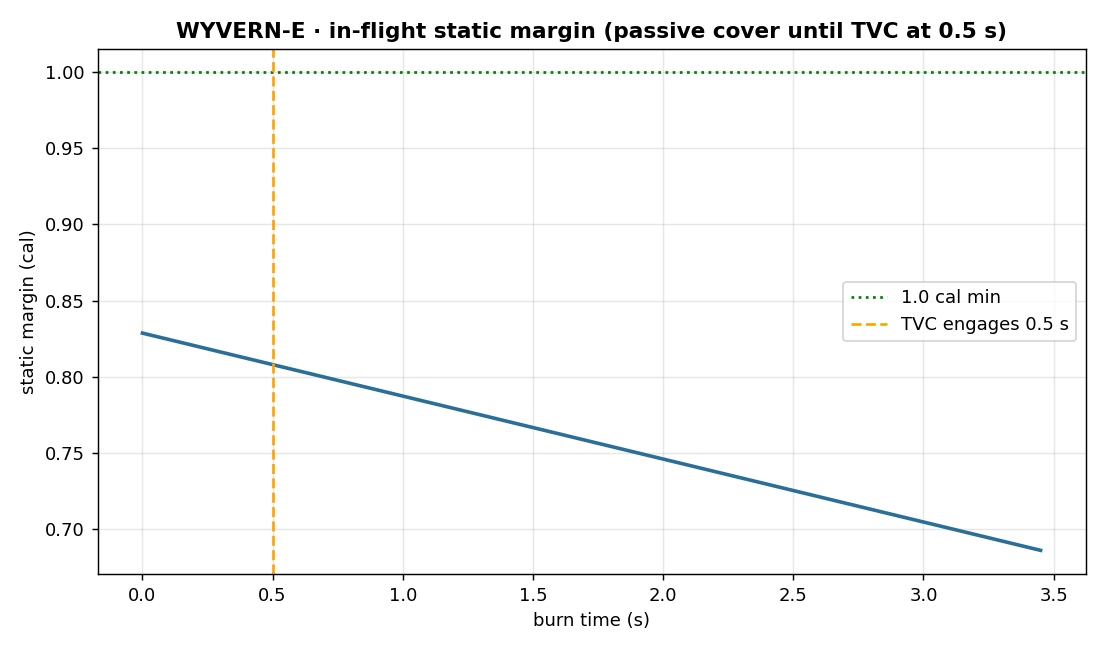 WYVERN-E · in-flight static margin (passive cover until TVC at 0.5 s)
static margin (cal)
1.00
0.95
0.90
0.85
0.80
0.75
0.70
1.0 cal min
TVC engages 0.5 s
0.0 0.5 1.0 1.5 2.0 2.5 3.0 3.5
burn time (s)